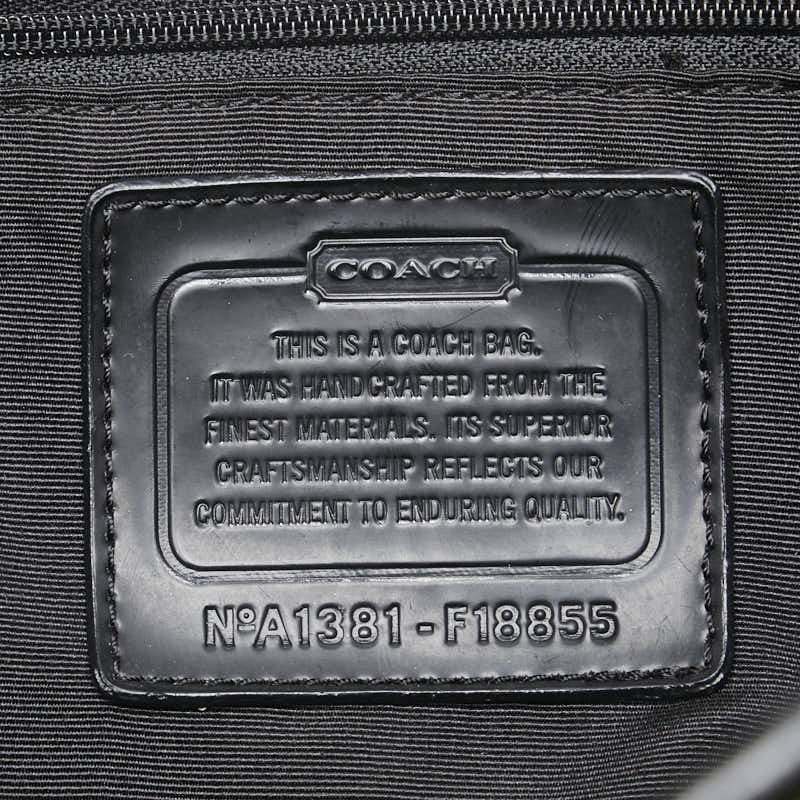 COACH
THIS IS A COACH BAG.
IT WAS HANDCRAFTED FROM THE
FINEST MATERIALS. ITS SUPERIOR
CRAFTSMANSHIP REFLECTS OUR
COMMITMENT TO ENDURING QUALITY.
NºA1381-F18855